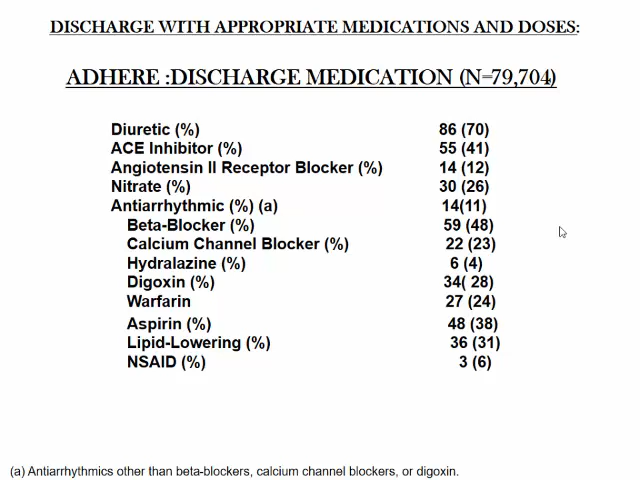 DISCHARGE WITH APPROPRIATE MEDICATIONS AND DOSES:
ADHERE :DISCHARGE MEDICATION (N=79,704)
Diuretic (%) 86 (70)
ACE Inhibitor (%) 55 (41)
Angiotensin II Receptor Blocker (%) 14 (12)
Nitrate (%) 30 (26)
Antiarrhythmic (%) (a) 14(11)
Beta-Blocker (%) 59 (48)
Calcium Channel Blocker (%) 22 (23)
Hydralazine (%) 6 (4)
Digoxin (%) 34( 28)
Warfarin 27 (24)
Aspirin (%) 48 (38)
Lipid-Lowering (%) 36 (31)
NSAID (%) 3 (6)
(a) Antiarrhythmics other than beta-blockers, calcium channel blockers, or digoxin.